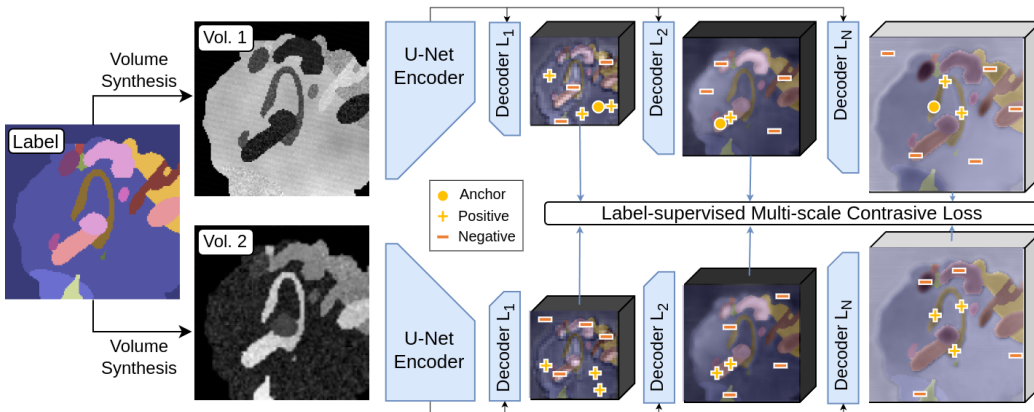 Label
Volume
Synthesis
Volume
Synthesis
Vol. 1
Vol. 2
U-Net
Encoder
Decoder L1
Decoder L2
Decoder LN
Anchor
Positive
Negative
Label-supervised Multi-scale Contrasive Loss
U-Net
Encoder
Decoder L1
Decoder L2
Decoder LN